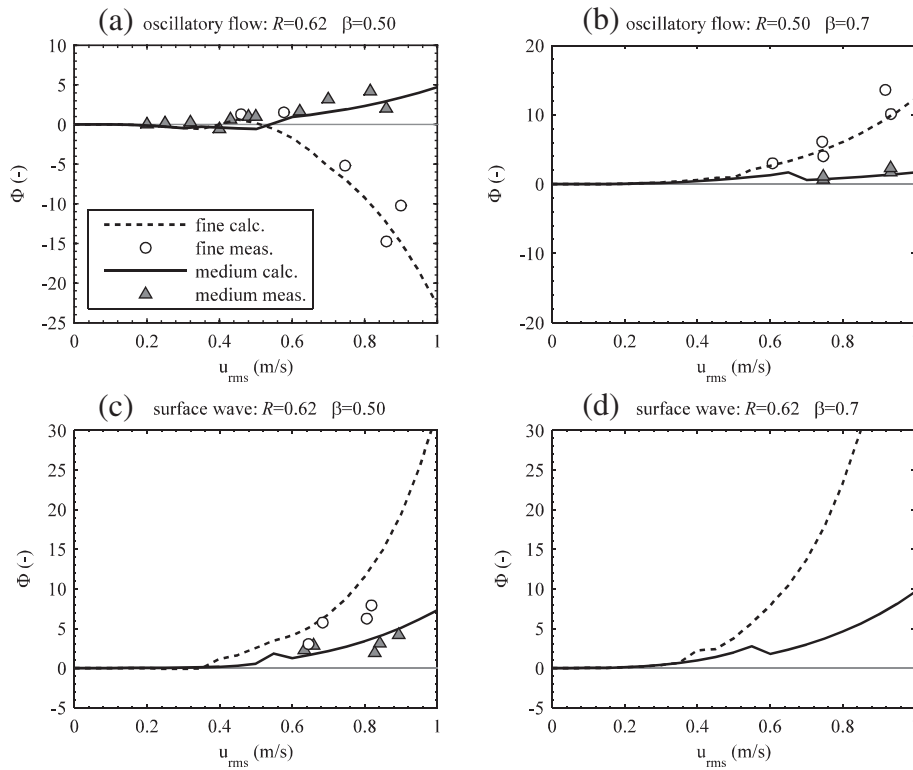 (a) oscillatory flow: R=0.62 β=0.50
10
5
0
-5
-10
-15
-20
-25
Φ (-)
fine calc.
fine meas.
medium calc.
medium meas.
0 0.2 0.4 0.6 0.8 1
u_rms (m/s)
(b) oscillatory flow: R=0.50 β=0.7
20
10
0
-10
-20
Φ (-)
0 0.2 0.4 0.6 0.8
u_rms (m/s)
(c) surface wave: R=0.62 β=0.50
30
25
20
15
10
5
0
-5
Φ (-)
0 0.2 0.4 0.6 0.8 1
u_rms (m/s)
(d) surface wave: R=0.62 β=0.7
30
25
20
15
10
5
0
-5
Φ (-)
0 0.2 0.4 0.6 0.8
u_rms (m/s)